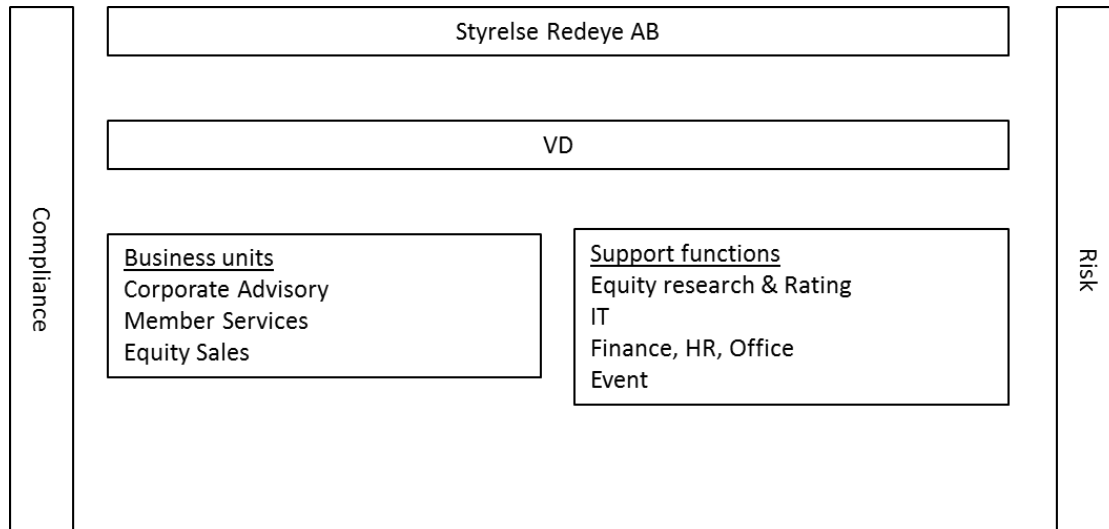 Styrelse Redeye AB
VD
Compliance
Business units
Corporate Advisory
Member Services
Equity Sales
Support functions
Equity research & Rating
IT
Finance, HR, Office
Event
Risk